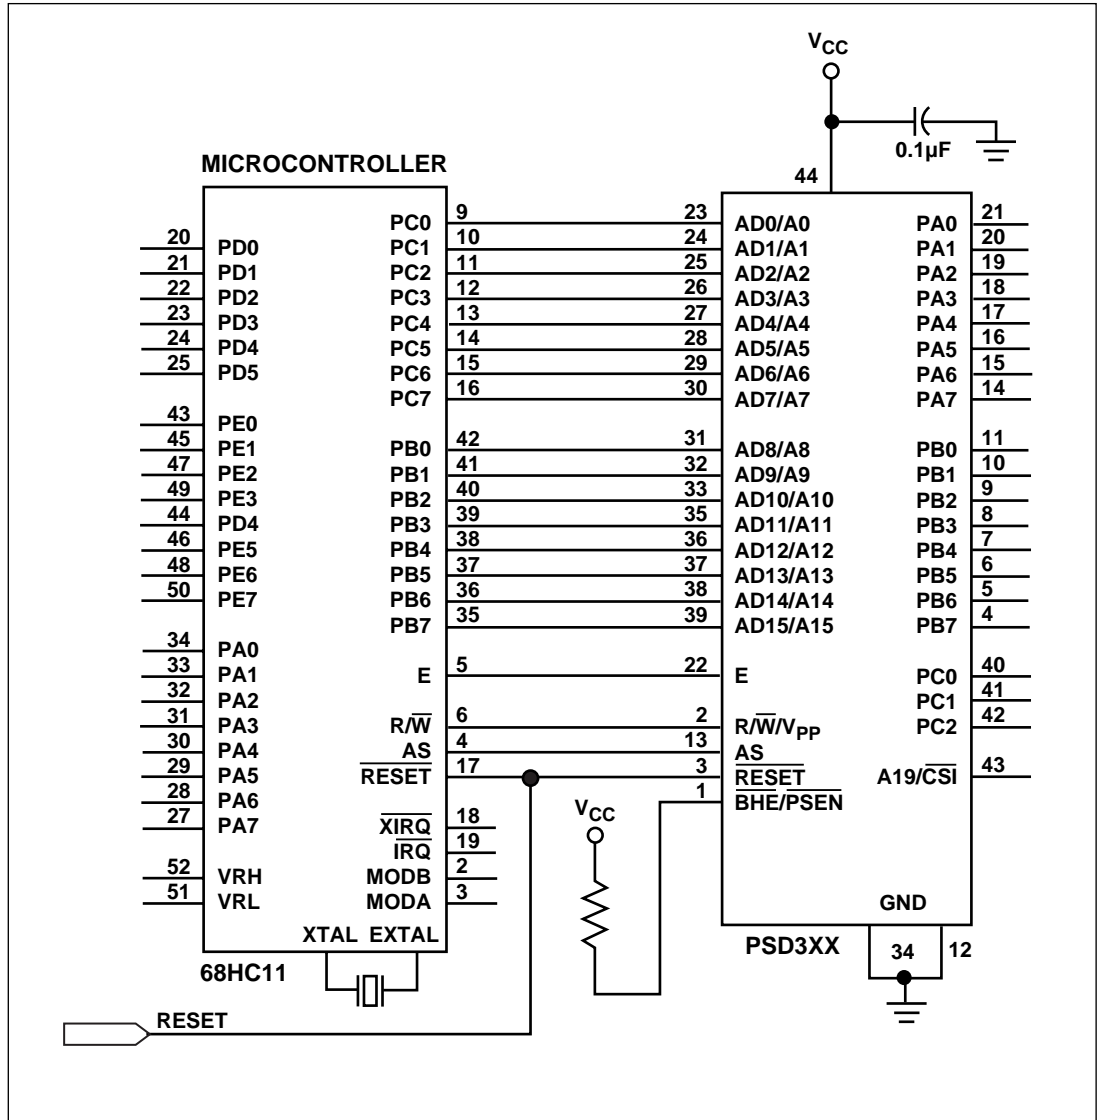 VCC
0.1µF
44
MICROCONTROLLER
20 PD0
21 PD1
22 PD2
23 PD3
24 PD4
25 PD5
43 PE0
45 PE1
47 PE2
49 PE3
44 PD4
46 PE5
48 PE6
50 PE7
34 PA0
33 PA1
32 PA2
31 PA3
30 PA4
29 PA5
28 PA6
27 PA7
52 VRH
51 VRL
PC0 9
PC1 10
PC2 11
PC3 12
PC4 13
PC5 14
PC6 15
PC7 16
PB0 42
PB1 41
PB2 40
PB3 39
PB4 38
PB5 37
PB6 36
PB7 35
E 5
R/W̅ 6
AS 4
R̅E̅S̅E̅T̅ 17
X̅I̅R̅Q̅ 18
I̅R̅Q̅ 19
MODB 2
MODA 3
XTAL EXTAL
68HC11
RESET
VCC
23 AD0/A0
24 AD1/A1
25 AD2/A2
26 AD3/A3
27 AD4/A4
28 AD5/A5
29 AD6/A6
30 AD7/A7
31 AD8/A8
32 AD9/A9
33 AD10/A10
35 AD11/A11
36 AD12/A12
37 AD13/A13
38 AD14/A14
39 AD15/A15
22 E
2 R/W̅/VPP
13 AS
3 R̅E̅S̅E̅T̅
1 B̅H̅E̅/P̅S̅E̅N̅
PA0 21
PA1 20
PA2 19
PA3 18
PA4 17
PA5 16
PA6 15
PA7 14
PB0 11
PB1 10
PB2 9
PB3 8
PB4 7
PB5 6
PB6 5
PB7 4
PC0 40
PC1 41
PC2 42
A19/C̅S̅I̅ 43
GND
PSD3XX
34
12